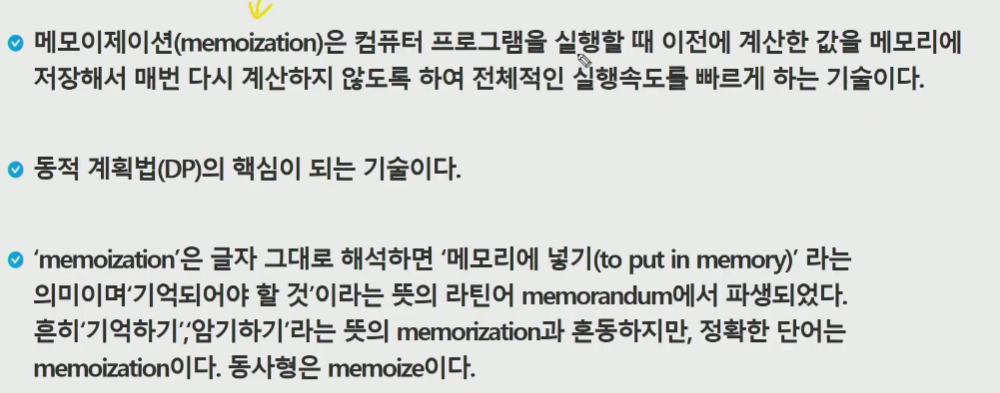 메모이제이션(memoization)은 컴퓨터 프로그램을 실행할 때 이전에 계산한 값을 메모리에
저장해서 매번 다시 계산하지 않도록 하여 전체적인 실행속도를 빠르게 하는 기술이다.
동적 계획법(DP)의 핵심이 되는 기술이다.
‘memoization’은 글자 그대로 해석하면 ‘메모리에 넣기(to put in memory)’ 라는
의미이며‘기억되어야 할 것’이라는 뜻의 라틴어 memorandum에서 파생되었다.
흔히‘기억하기’,‘암기하기’라는 뜻의 memorization과 혼동하지만, 정확한 단어는
memoization이다. 동사형은 memoize이다.